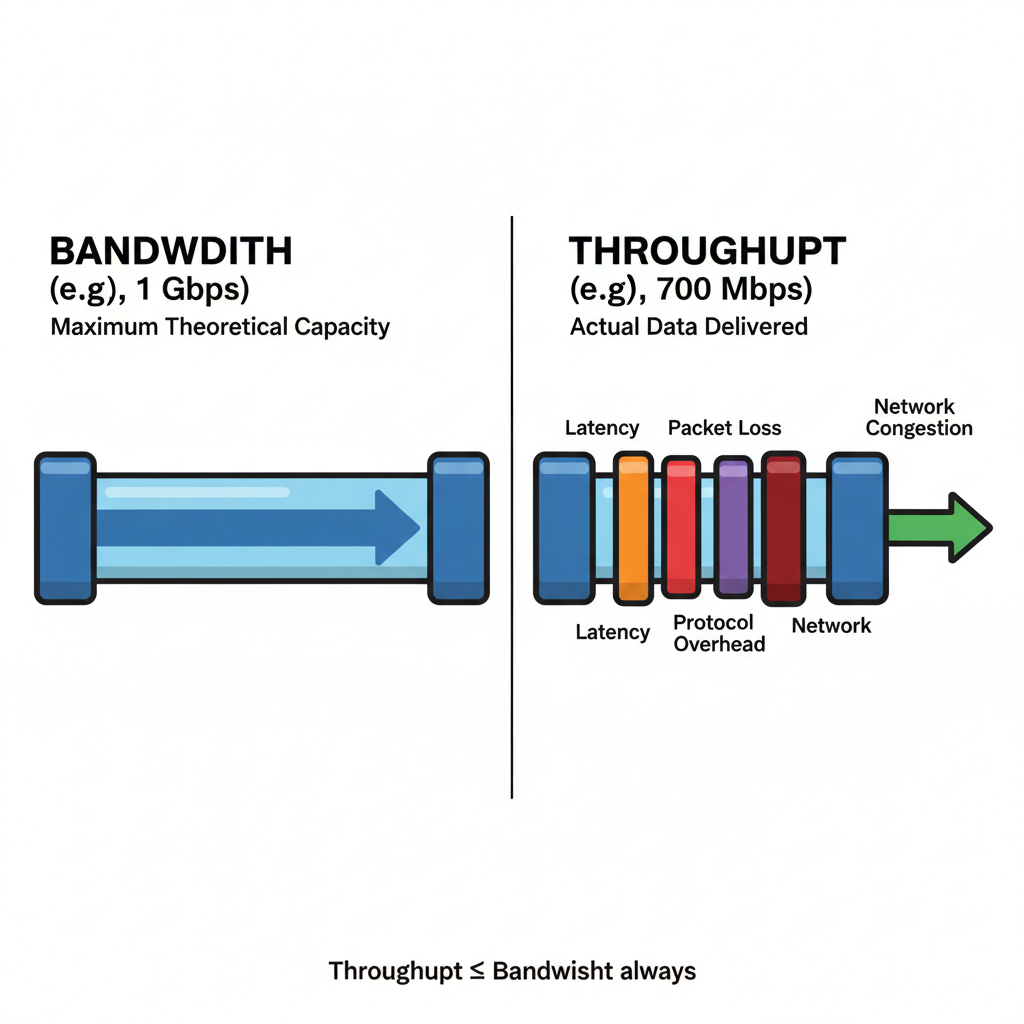 BANDWDITH
(e.g), 1 Gbps)
Maximum Theoretical Capacity
THROUGHUPT
(e.g), 700 Mbps)
Actual Data Delivered
Latency
Packet Loss
Network
Congestion
Latency
Protocol
Overhead
Network
Throughupt ≤ Bandwisht always